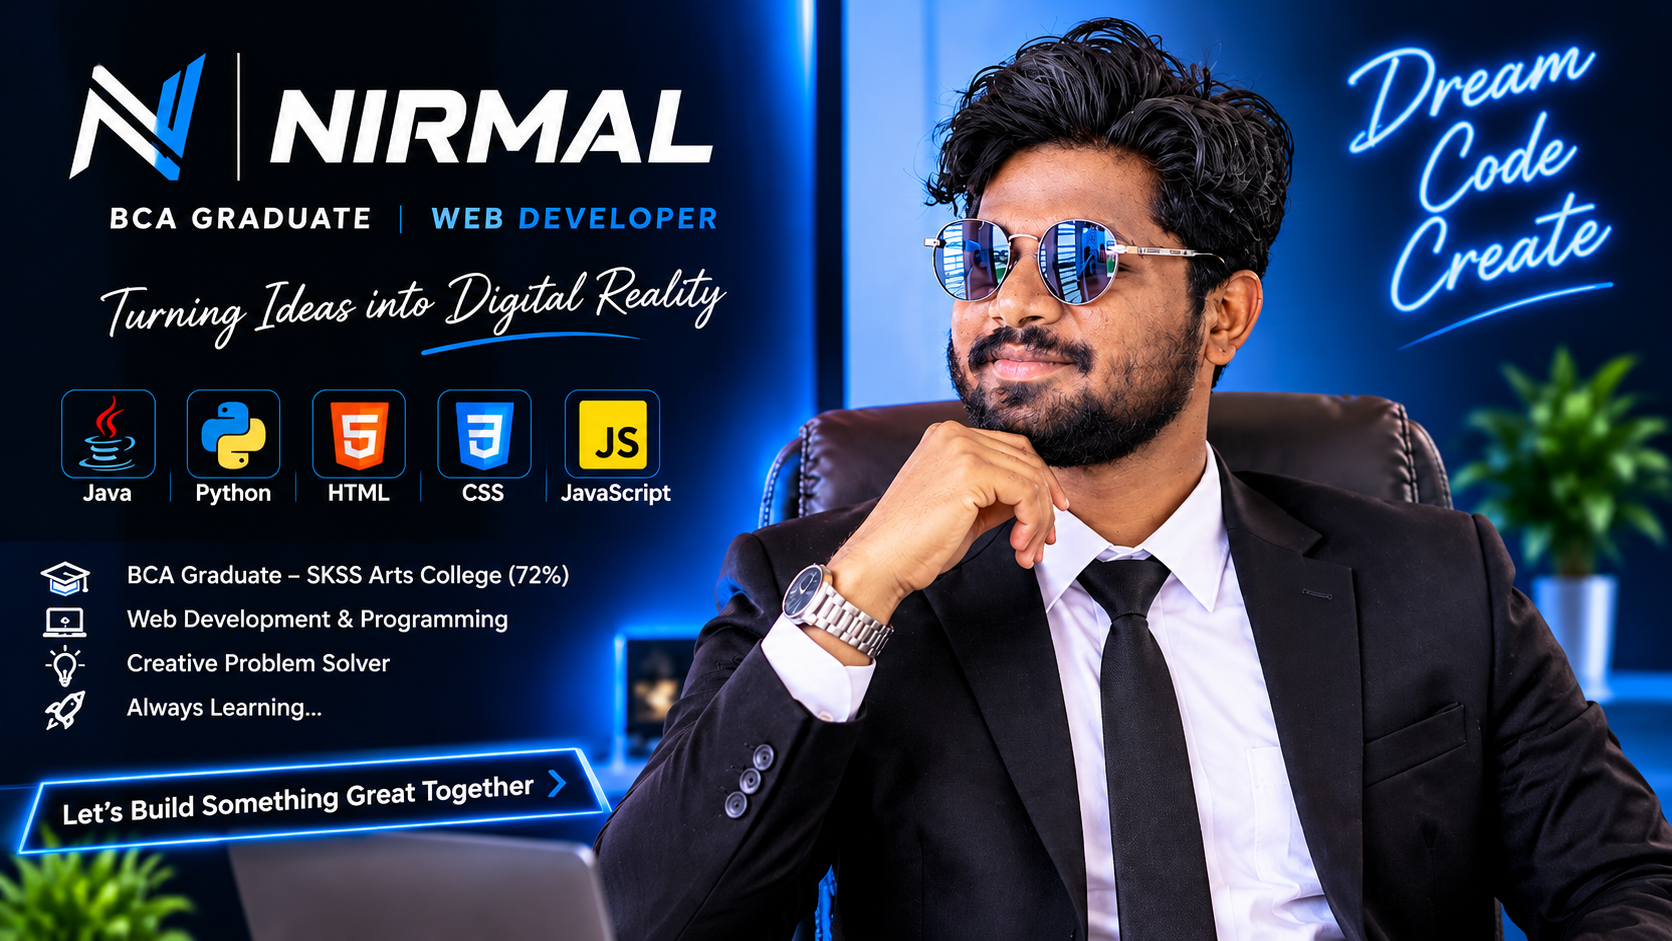 N
NIRMAL
BCA GRADUATE | WEB DEVELOPER
Turning Ideas into Digital Reality
Java
Python
HTML
CSS
JS
JavaScript
BCA Graduate – SKSS Arts College (72%)
Web Development & Programming
Creative Problem Solver
Always Learning...
Let's Build Something Great Together
Dream
Code
Create